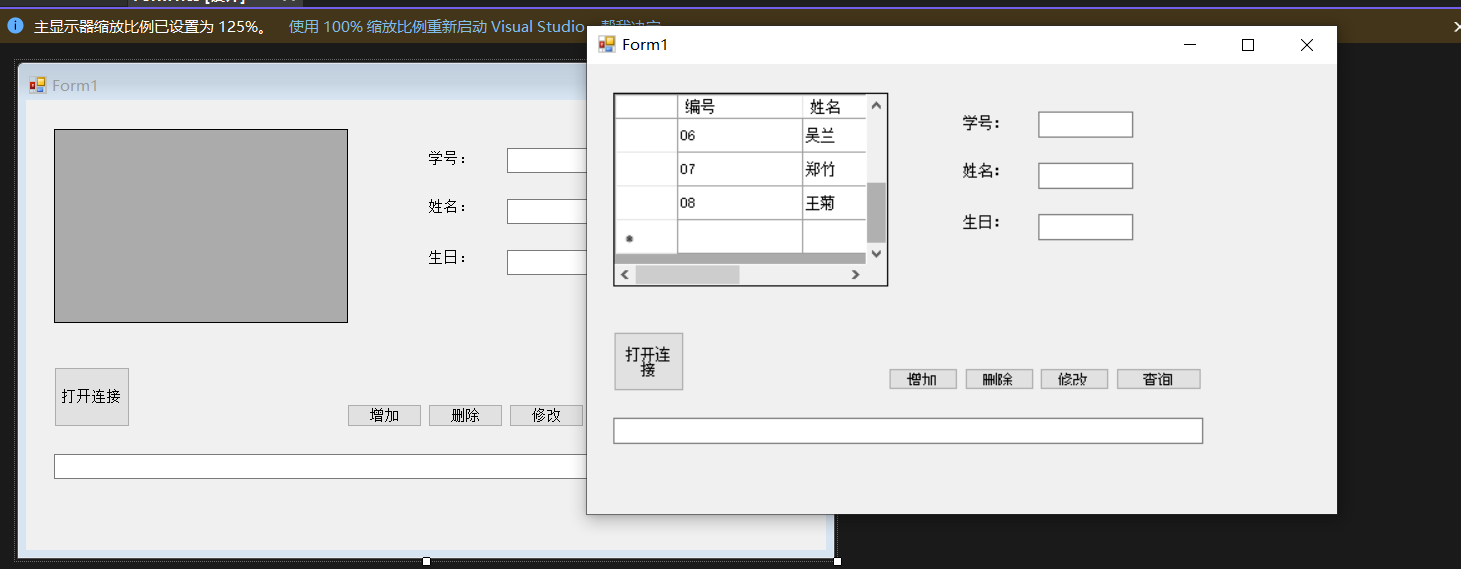 主显示器缩放比例已设置为 125%。 使用 100% 缩放比例重新启动 Visual Studio
Form1
学号：
姓名：
生日：
打开连接
增加 删除 修改
Form1
编号 姓名
06 吴兰
07 郑竹
08 王菊
*
学号：
姓名：
生日：
打开连
接
增加 删除 修改 查询